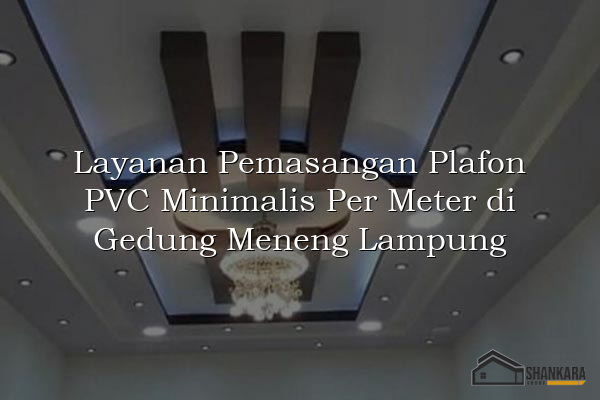 Layanan Pemasangan Plafon
PVC Minimalis Per Meter di
Gedung Meneng Lampung
SHANKARA